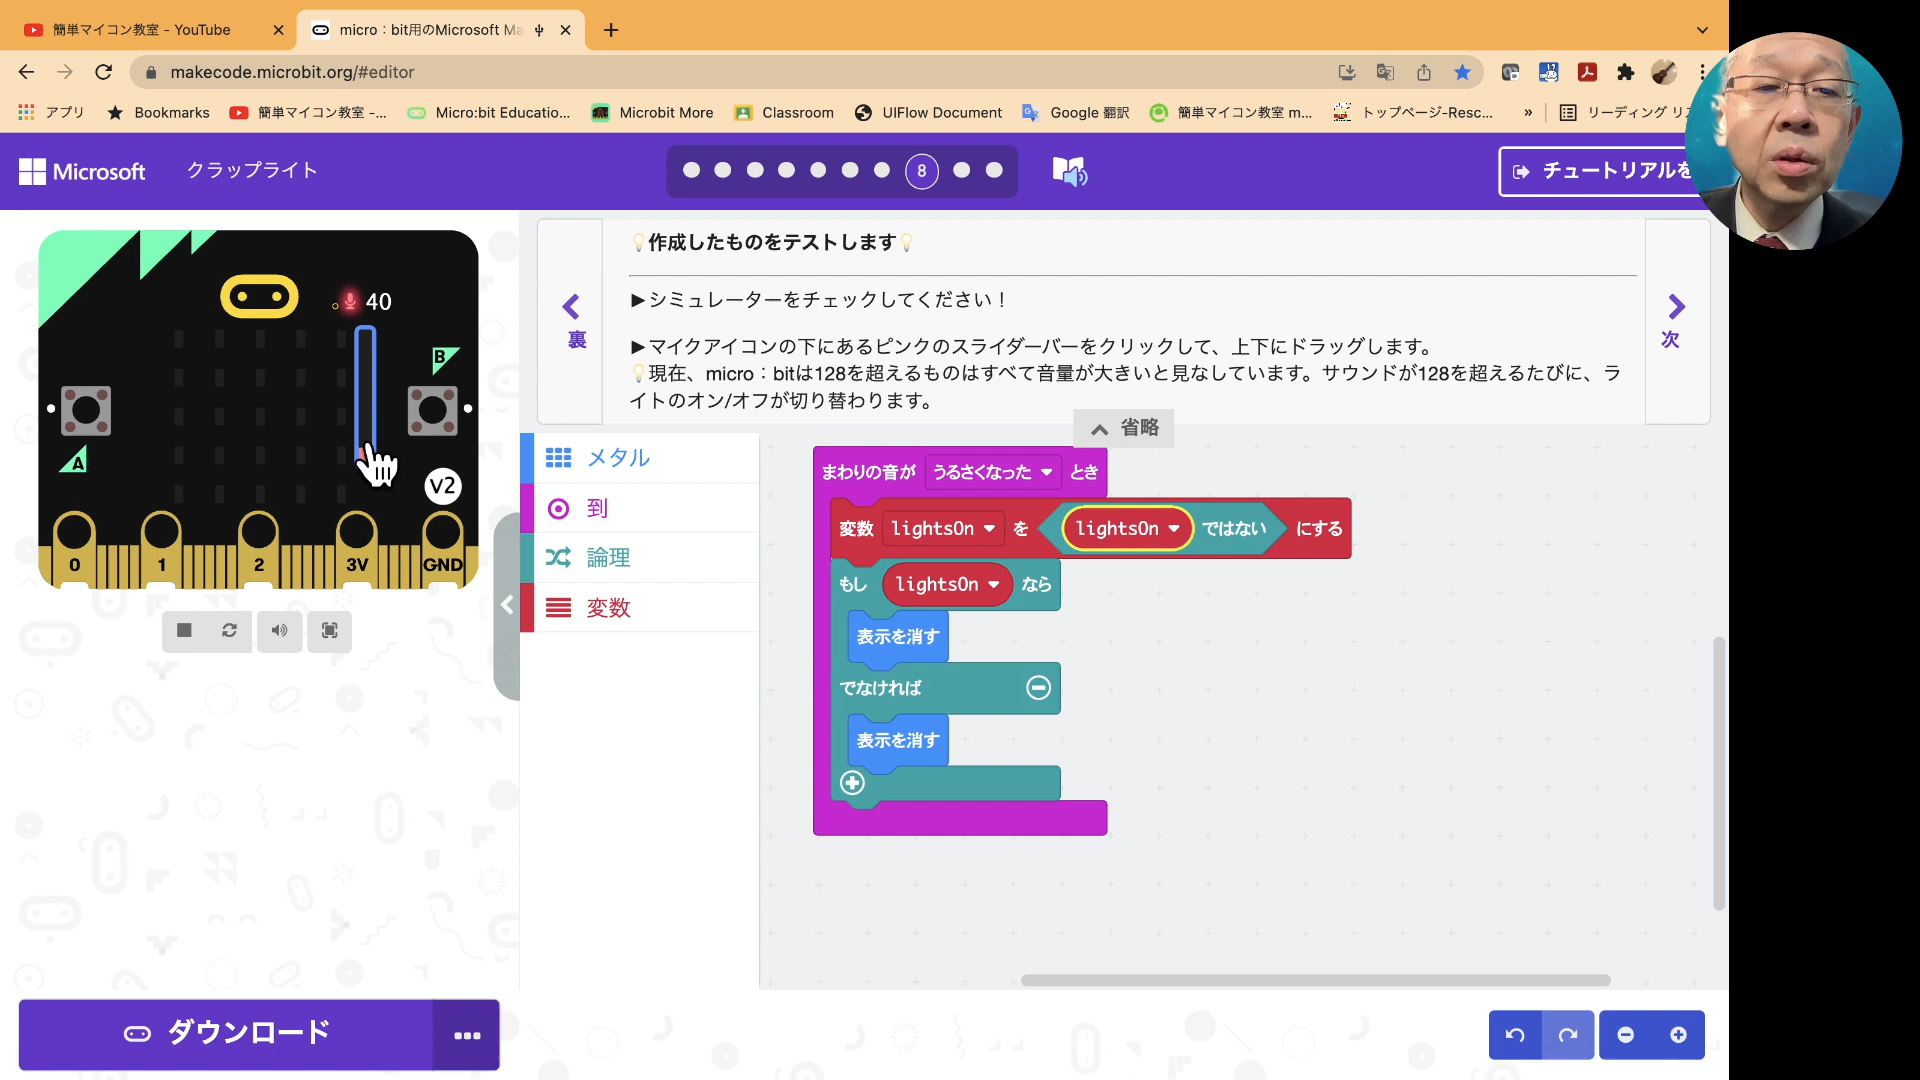 簡単マイコン教室 - YouTube
micro：bit用のMicrosoft Ma
makecode.microbit.org/#editor
アプリ
Bookmarks
簡単マイコン教室 -...
Micro:bit Educatio...
Microbit More
Classroom
UIFlow Document
Google 翻訳
簡単マイコン教室 m...
トップページ-Resc...
»
リーディング リ
Microsoft
クラップライト
8
チュートリアルを
💡作成したものをテストします💡
裏
▶シミュレーターをチェックしてください！
▶マイクアイコンの下にあるピンクのスライダーバーをクリックして、上下にドラッグします。
💡現在、micro：bitは128を超えるものはすべて音量が大きいと見なしています。サウンドが128を超えるたびに、ラ
イトのオン/オフが切り替わります。
次
省略
40
B
A
V2
0
1
2
3V
GND
メタル
到
論理
変数
まわりの音が うるさくなった とき
変数 lightsOn を lightsOn ではない にする
もし lightsOn なら
表示を消す
でなければ
表示を消す
ダウンロード